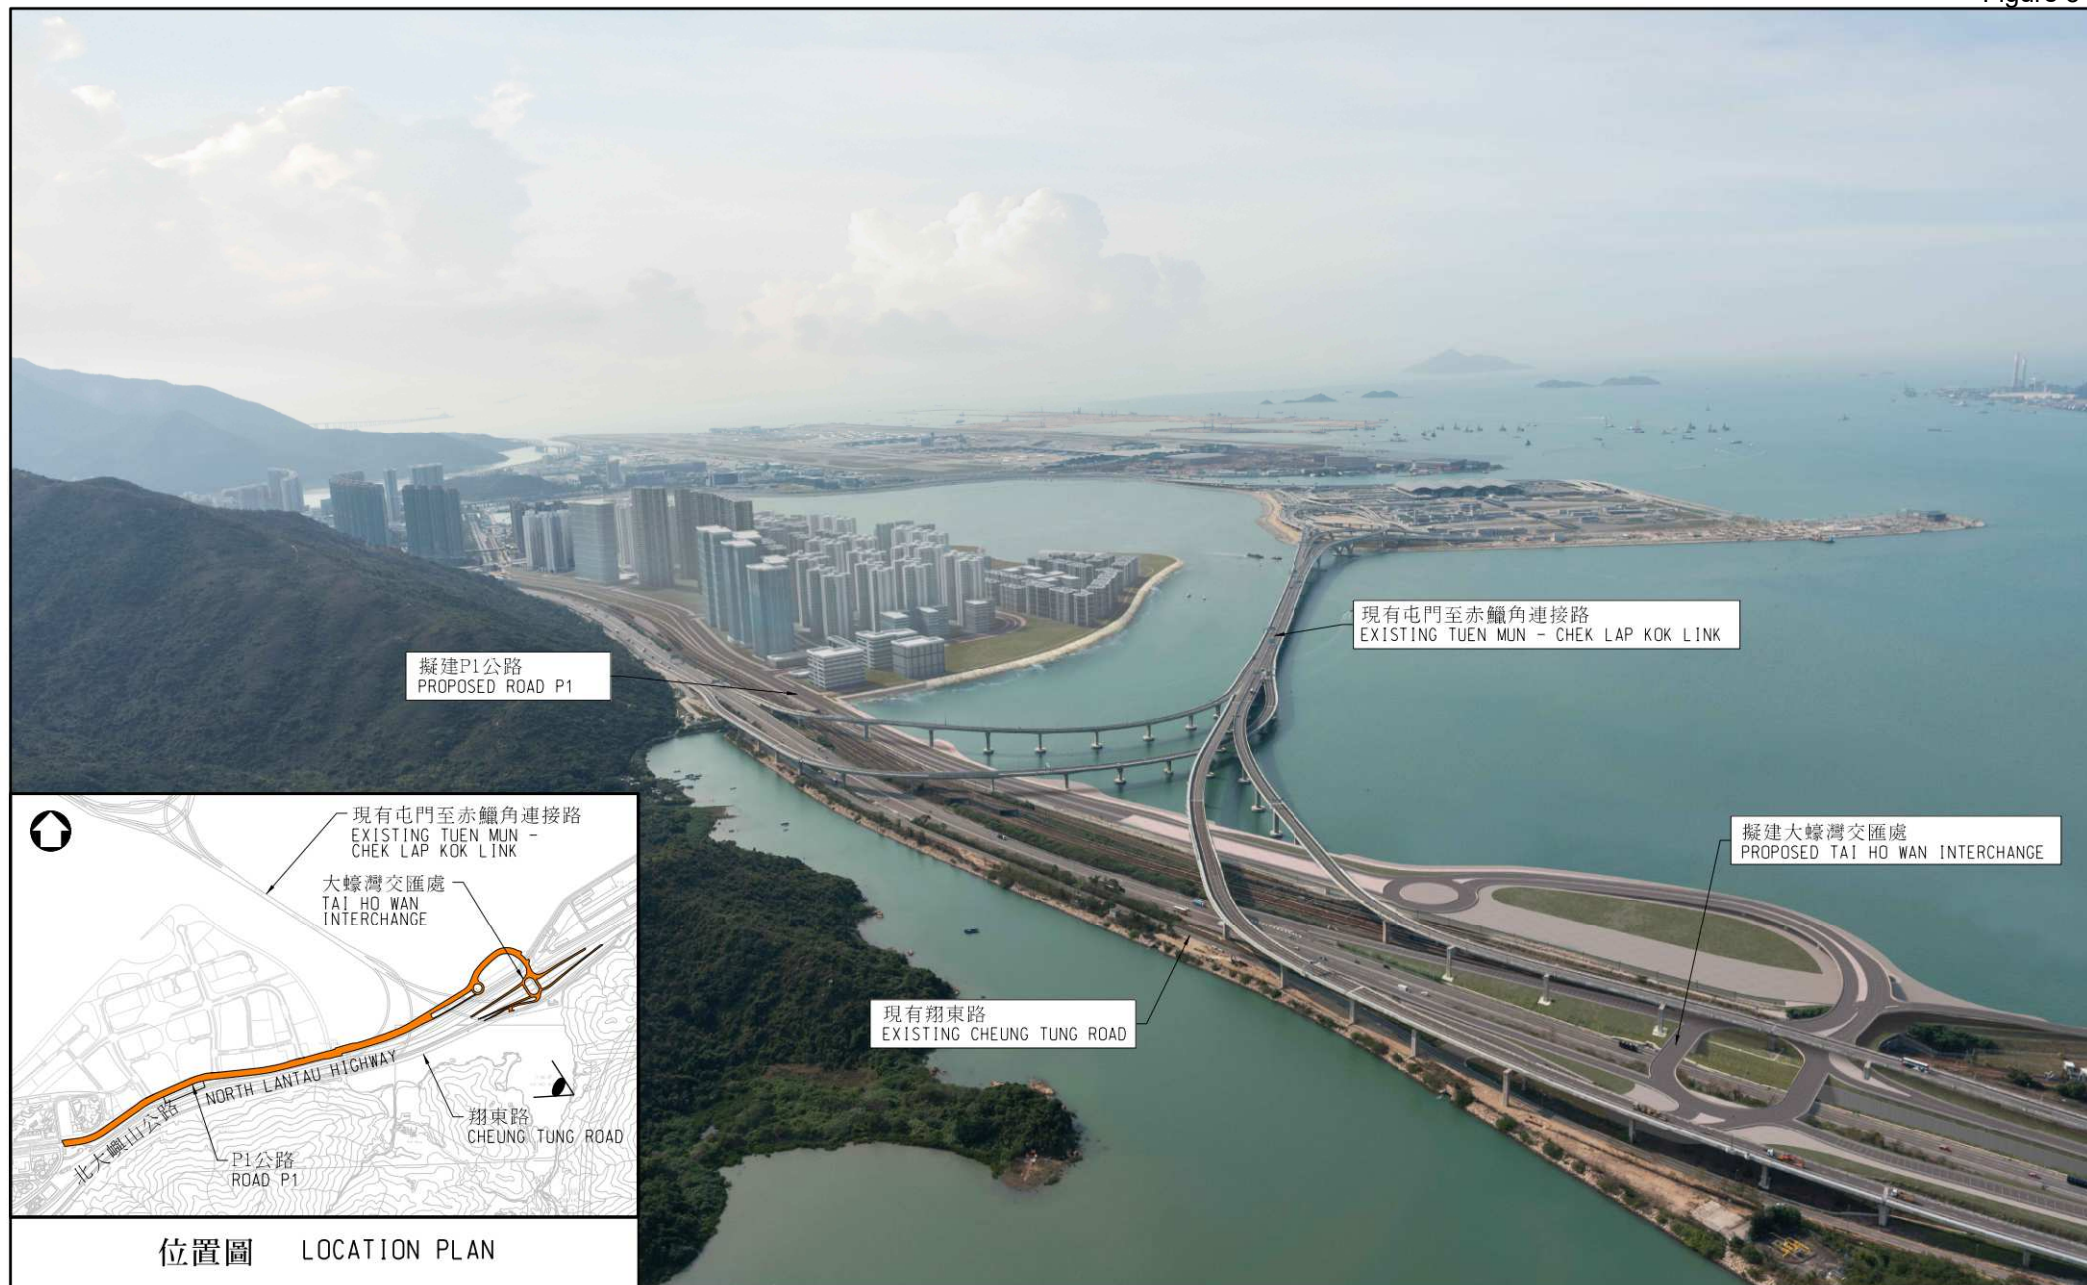 擬建P1公路
PROPOSED ROAD P1
現有屯門至赤鱲角連接路
EXISTING TUEN MUN - CHEK LAP KOK LINK
擬建大蠔灣交匯處
PROPOSED TAI HO WAN INTERCHANGE
現有翔東路
EXISTING CHEUNG TUNG ROAD
現有屯門至赤鱲角連接路
EXISTING TUEN MUN -
CHEK LAP KOK LINK
大蠔灣交匯處
TAI HO WAN
INTERCHANGE
NORTH LANTAU HIGHWAY
北大嶼山公路
翔東路
CHEUNG TUNG ROAD
P1公路
ROAD P1
位置圖 LOCATION PLAN